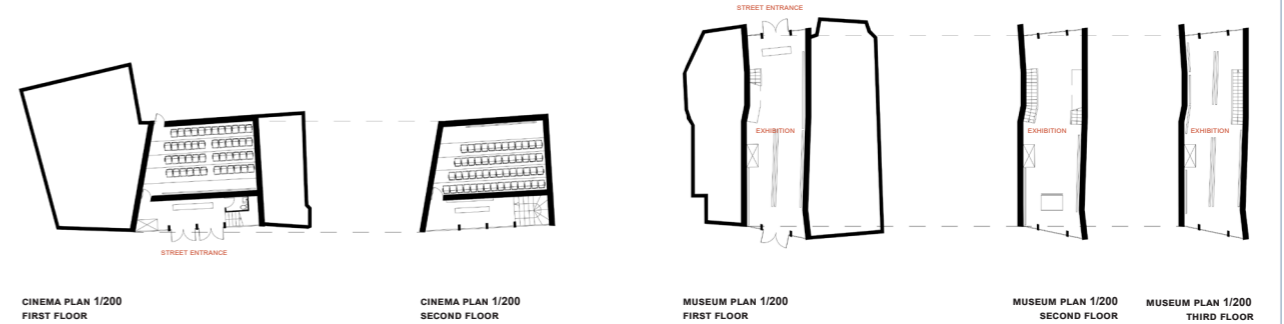 STREET ENTRANCE
EXHIBITION
EXHIBITION
EXHIBITION
STREET ENTRANCE
CINEMA PLAN 1/200
FIRST FLOOR
CINEMA PLAN 1/200
SECOND FLOOR
MUSEUM PLAN 1/200
FIRST FLOOR
MUSEUM PLAN 1/200
SECOND FLOOR
MUSEUM PLAN 1/200
THIRD FLOOR